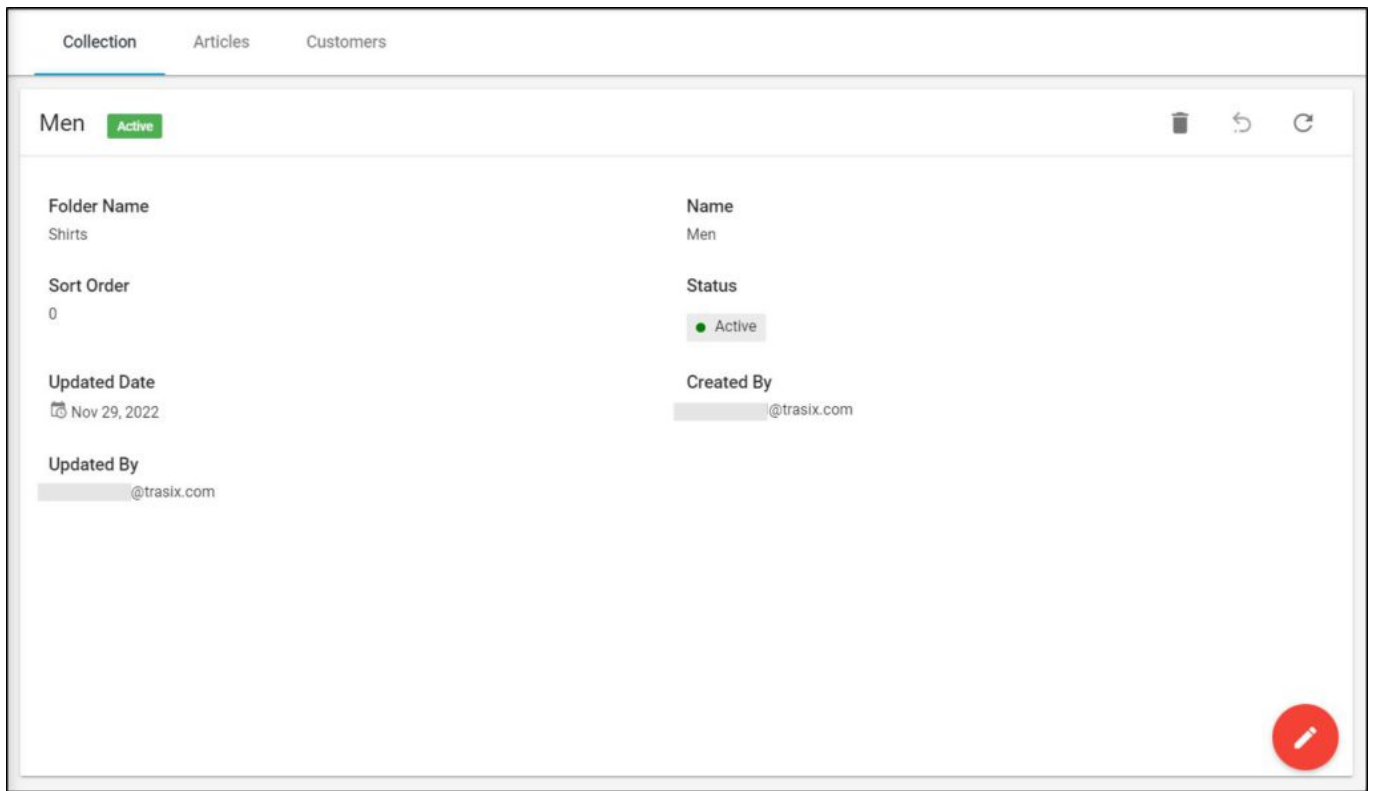 Collection Articles Customers
Men Active
Folder Name Name
Shirts Men
Sort Order Status
0 Active
Updated Date Created By
Nov 29, 2022 @trasix.com
Updated By
@trasix.com